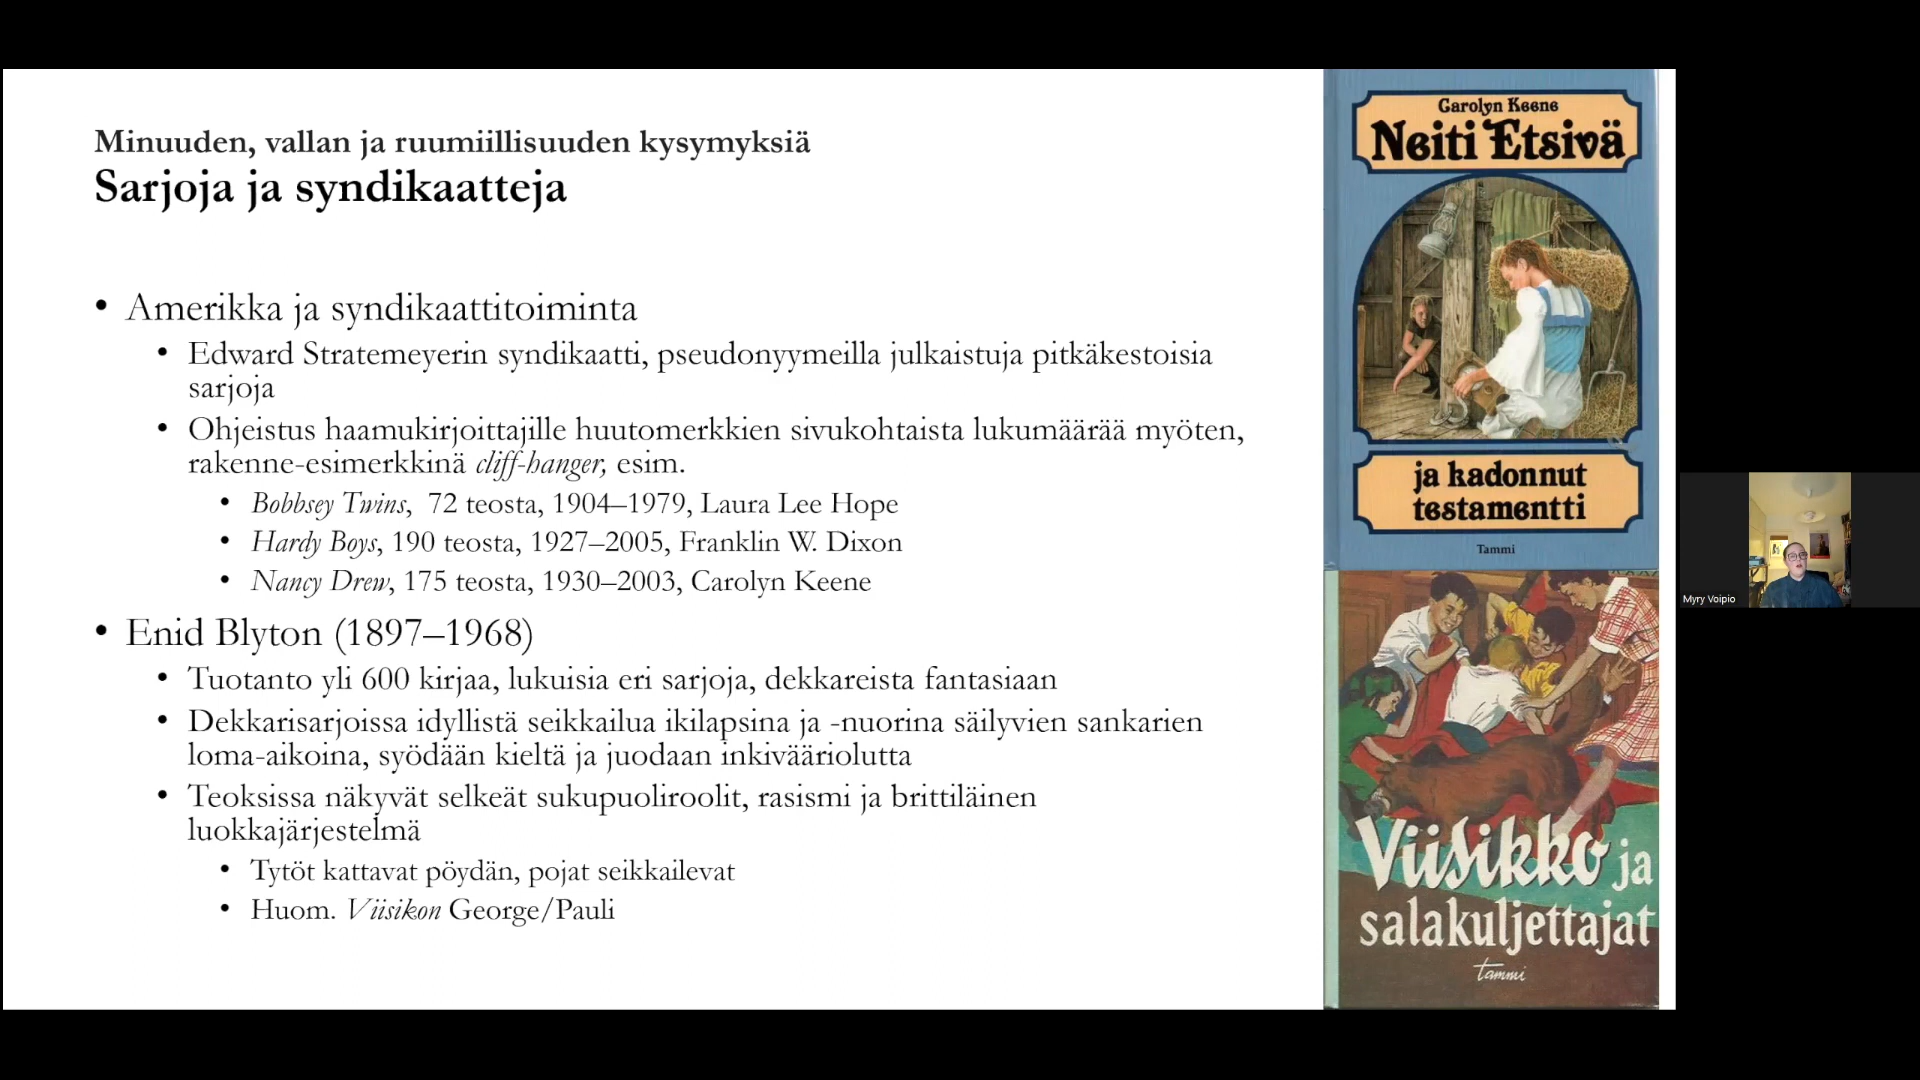 Minuuden, vallan ja ruumiillisuuden kysymyksiä
Sarjoja ja syndikaatteja
• Amerikka ja syndikaattitoiminta
• Edward Stratemeyerin syndikaatti, pseudonyymeilla julkaistuja pitkäkestoisia
sarjoja
• Ohjeistus haamukirjoittajille huutomerkkien sivukohtaista lukumäärää myöten,
rakenne-esimerkkinä cliff-hanger, esim.
• Bobbsey Twins, 72 teosta, 1904–1979, Laura Lee Hope
• Hardy Boys, 190 teosta, 1927–2005, Franklin W. Dixon
• Nancy Drew, 175 teosta, 1930–2003, Carolyn Keene
• Enid Blyton (1897–1968)
• Tuotanto yli 600 kirjaa, lukuisia eri sarjoja, dekkareista fantasiaan
• Dekkarisarjoissa idyllistä seikkailua ikilapsina ja -nuorina säilyvien sankarien
loma-aikoina, syödään kieltä ja juodaan inkivääriolutta
• Teoksissa näkyvät selkeät sukupuoliroolit, rasismi ja brittiläinen
luokkajärjestelmä
• Tytöt kattavat pöydän, pojat seikkailevat
• Huom. Viisikon George/Pauli
Carolyn Keene
Neiti Etsivä
ja kadonnut
testamentti
Tammi
Viisikko ja
salakuljettajat
tammi
Myry Voipio